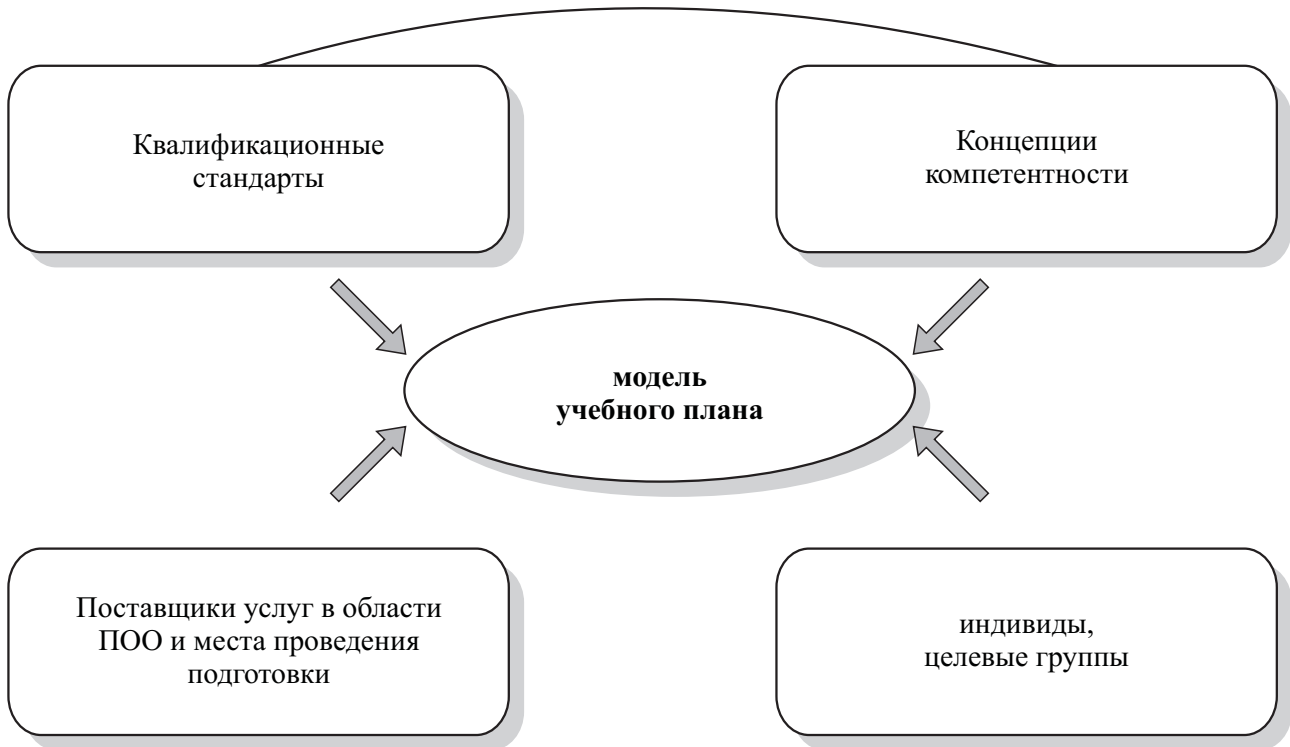 Квалификационные
стандарты
Концепции
компетентности
модель
учебного плана
Поставщики услуг в области
ПОО и места проведения
подготовки
индивиды,
целевые группы